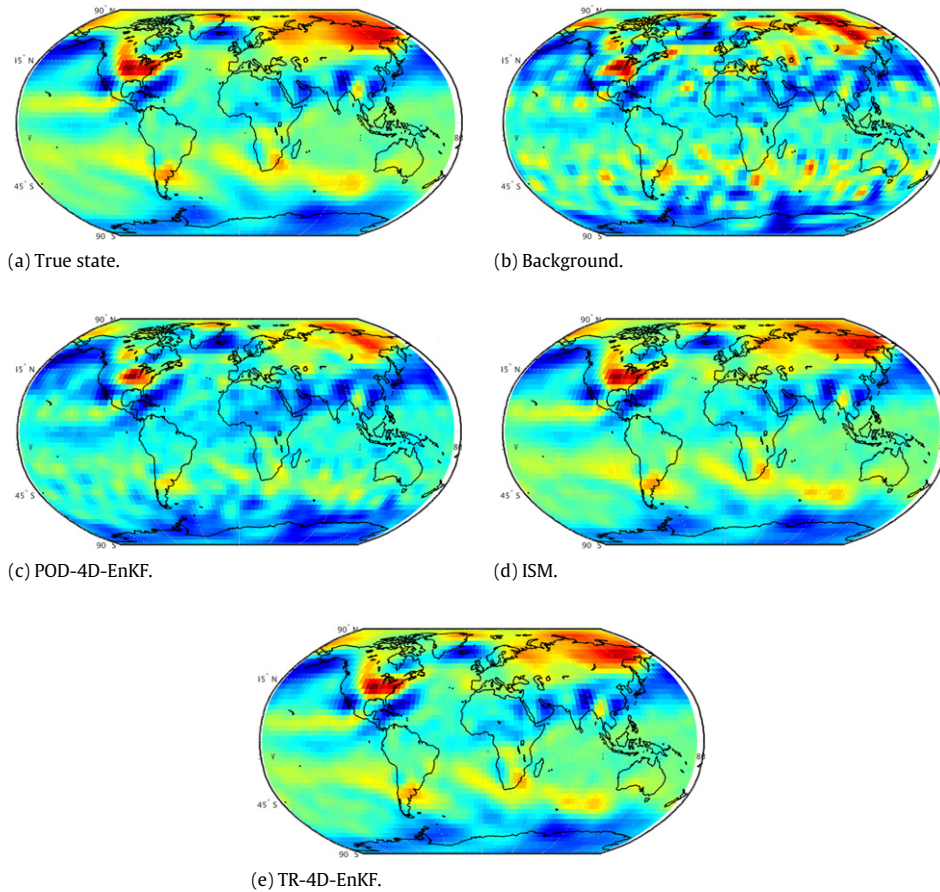 90° N
15° N
45° S
90° S
(a) True state.
90° N
15° N
45° S
90° S
(b) Background.
90° N
15° N
45° S
90° S
(c) POD-4D-EnKF.
90° N
15° N
45° S
90° S
(d) ISM.
90° N
15° N
45° S
90° S
(e) TR-4D-EnKF.